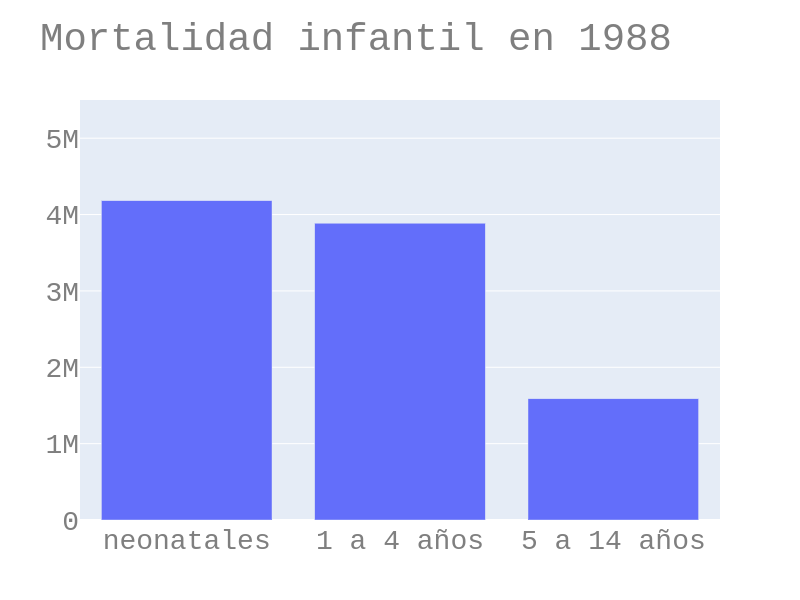 Mortalidad infantil en 1988
5M
4M
3M
2M
1M
0
neonatales 1 a 4 años 5 a 14 años